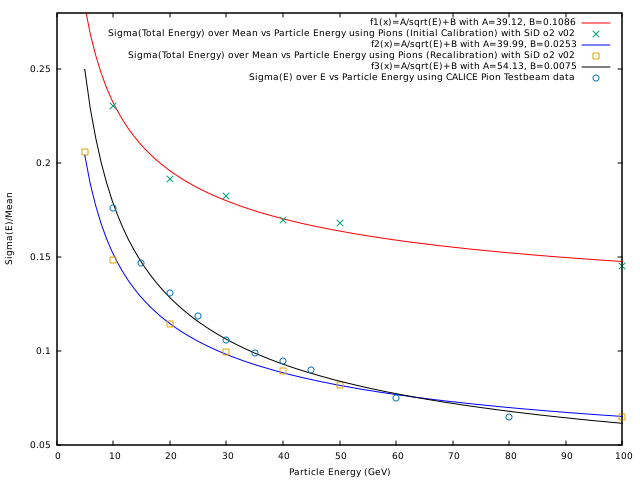 f1(x)=A/sqrt(E)+B with A=39.12, B=0.1086
Sigma(Total Energy) over Mean vs Particle Energy using Pions (Initial Calibration) with SiD o2 v02
f2(x)=A/sqrt(E)+B with A=39.99, B=0.0253
Sigma(Total Energy) over Mean vs Particle Energy using Pions (Recalibration) with SiD o2 v02
f3(x)=A/sqrt(E)+B with A=54.13, B=0.0075
Sigma(E) over E vs Particle Energy using CALICE Pion Testbeam data
0.25
0.2
0.15
0.1
0.05
Sigma(E)/Mean
0 10 20 30 40 50 60 70 80 90 100
Particle Energy (GeV)